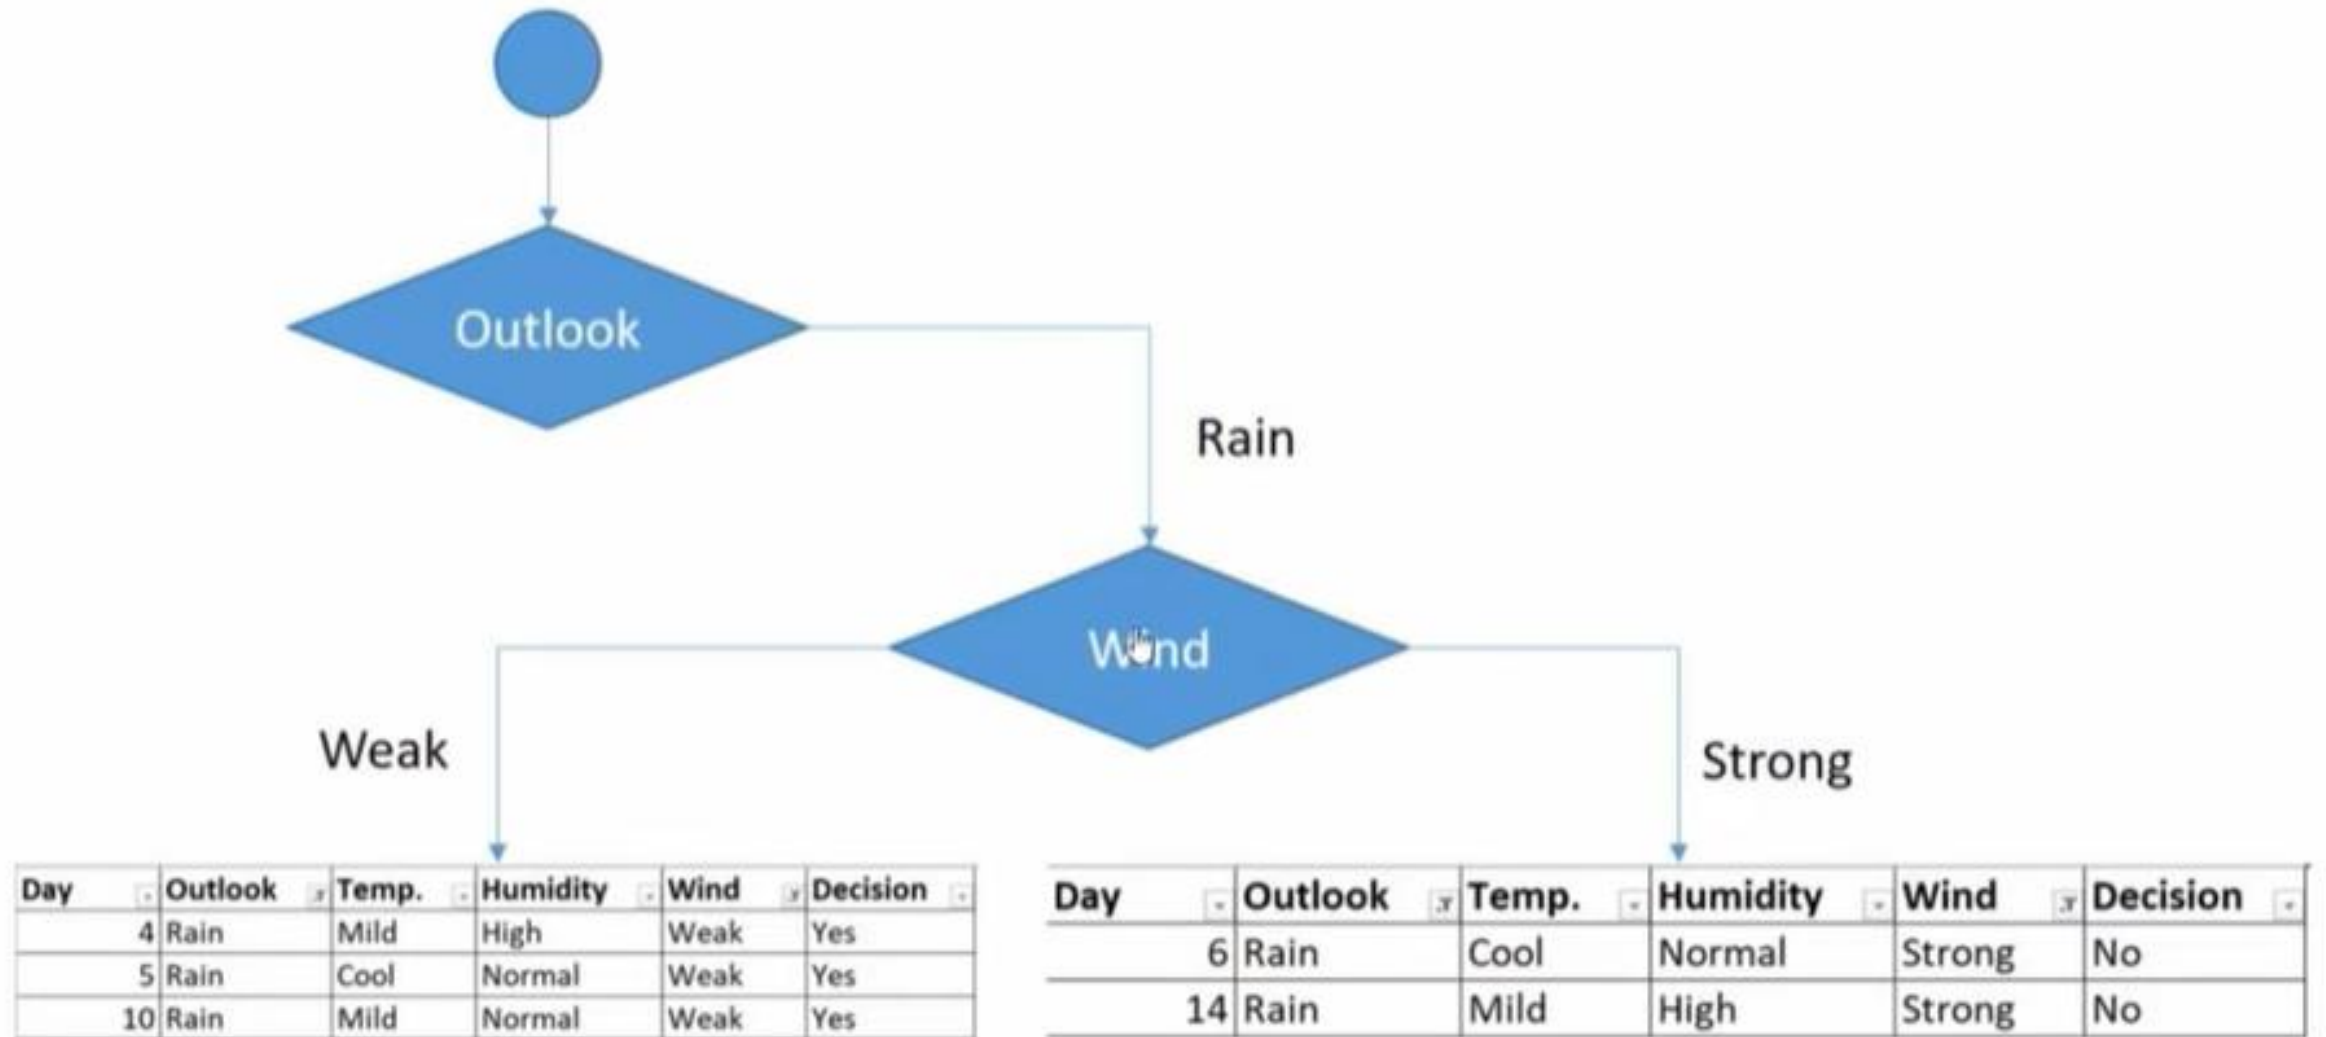 Outlook
Rain
Wind
Weak
Strong
Day Outlook Temp. Humidity Wind Decision
4 Rain Mild High Weak Yes
5 Rain Cool Normal Weak Yes
10 Rain Mild Normal Weak Yes
Day Outlook Temp. Humidity Wind Decision
6 Rain Cool Normal Strong No
14 Rain Mild High Strong No